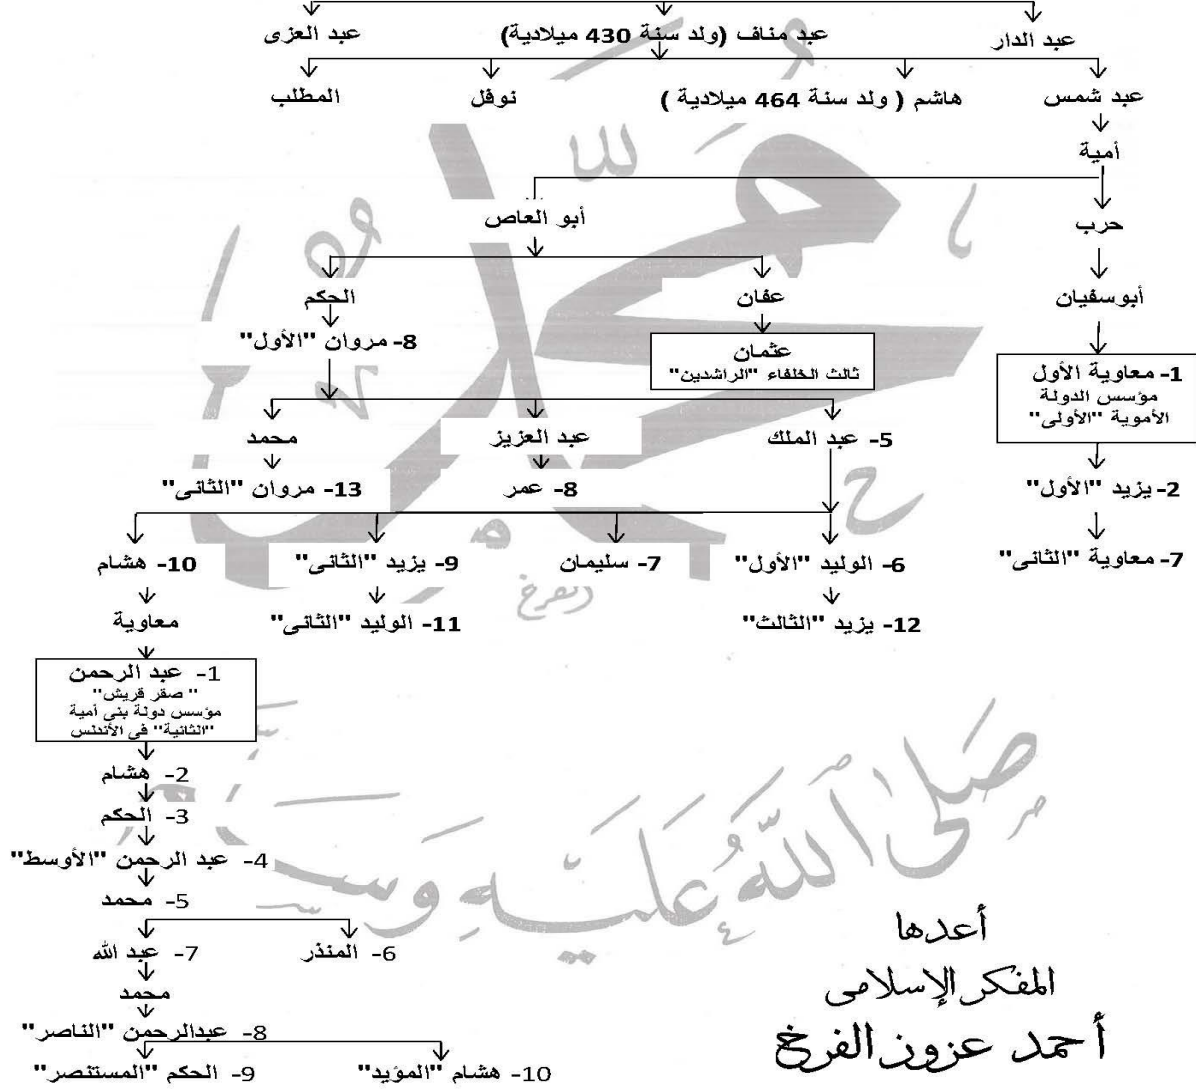 عبد الدار عبد مناف (ولد سنة 430 ميلادية) عبد العزى
عبد شمس هاشم ( ولد سنة 464 ميلادية ) نوفل المطلب
أمية
حرب أبو العاص
أبوسفيان عفان الحكم
8- مروان "الأول"
عثمان
ثالث الخلفاء "الراشدين"
1- معاوية الأول
مؤسس الدولة
الأموية "الأولى"
5- عبد الملك عبد العزيز محمد
2- يزيد "الأول" 8- عمر 13- مروان "الثانى"
7- معاوية "الثانى" 6- الوليد "الأول" 7- سليمان 9- يزيد "الثانى" 10- هشام
12- يزيد "الثالث" 11- الوليد "الثانى" معاوية
1- عبد الرحمن
" صقر قريش"
مؤسس دولة بنى أمية
"الثانية" فى الأندلس
2- هشام
3- الحكم
4- عبد الرحمن "الأوسط"
5- محمد
6- المنذر 7- عبد الله
محمد
8- عبدالرحمن "الناصر"
10- هشام "المؤيد" 9- الحكم "المستنصر"
محمد
صلى الله عليه وسلم
أعدها
المفكر الإسلامى
أحمد عزوز الفرخ